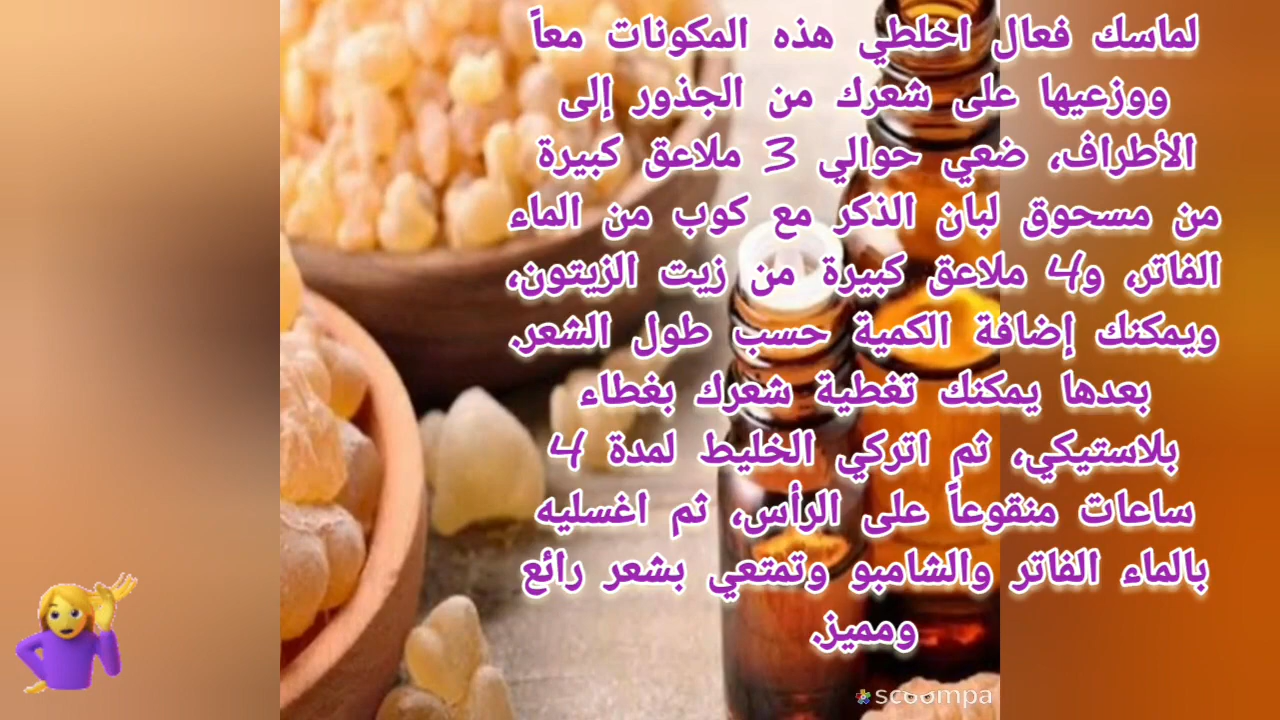 لماسك فعال اخلطي هذه المكونات معاً
ووزعيها على شعرك من الجذور إلى
الأطراف، ضعي حوالي 3 ملاعق كبيرة
من مسحوق لبان الذكر مع كوب من الماء
الفاتر، و4 ملاعق كبيرة من زيت الزيتون،
ويمكنك إضافة الكمية حسب طول الشعر.
بعدها يمكنك تغطية شعرك بغطاء
بلاستيكي، ثم اتركي الخليط لمدة 4
ساعات منقوعاً على الرأس، ثم اغسليه
بالماء الفاتر والشامبو وتمتعي بشعر رائع
ومميز.
scoompa